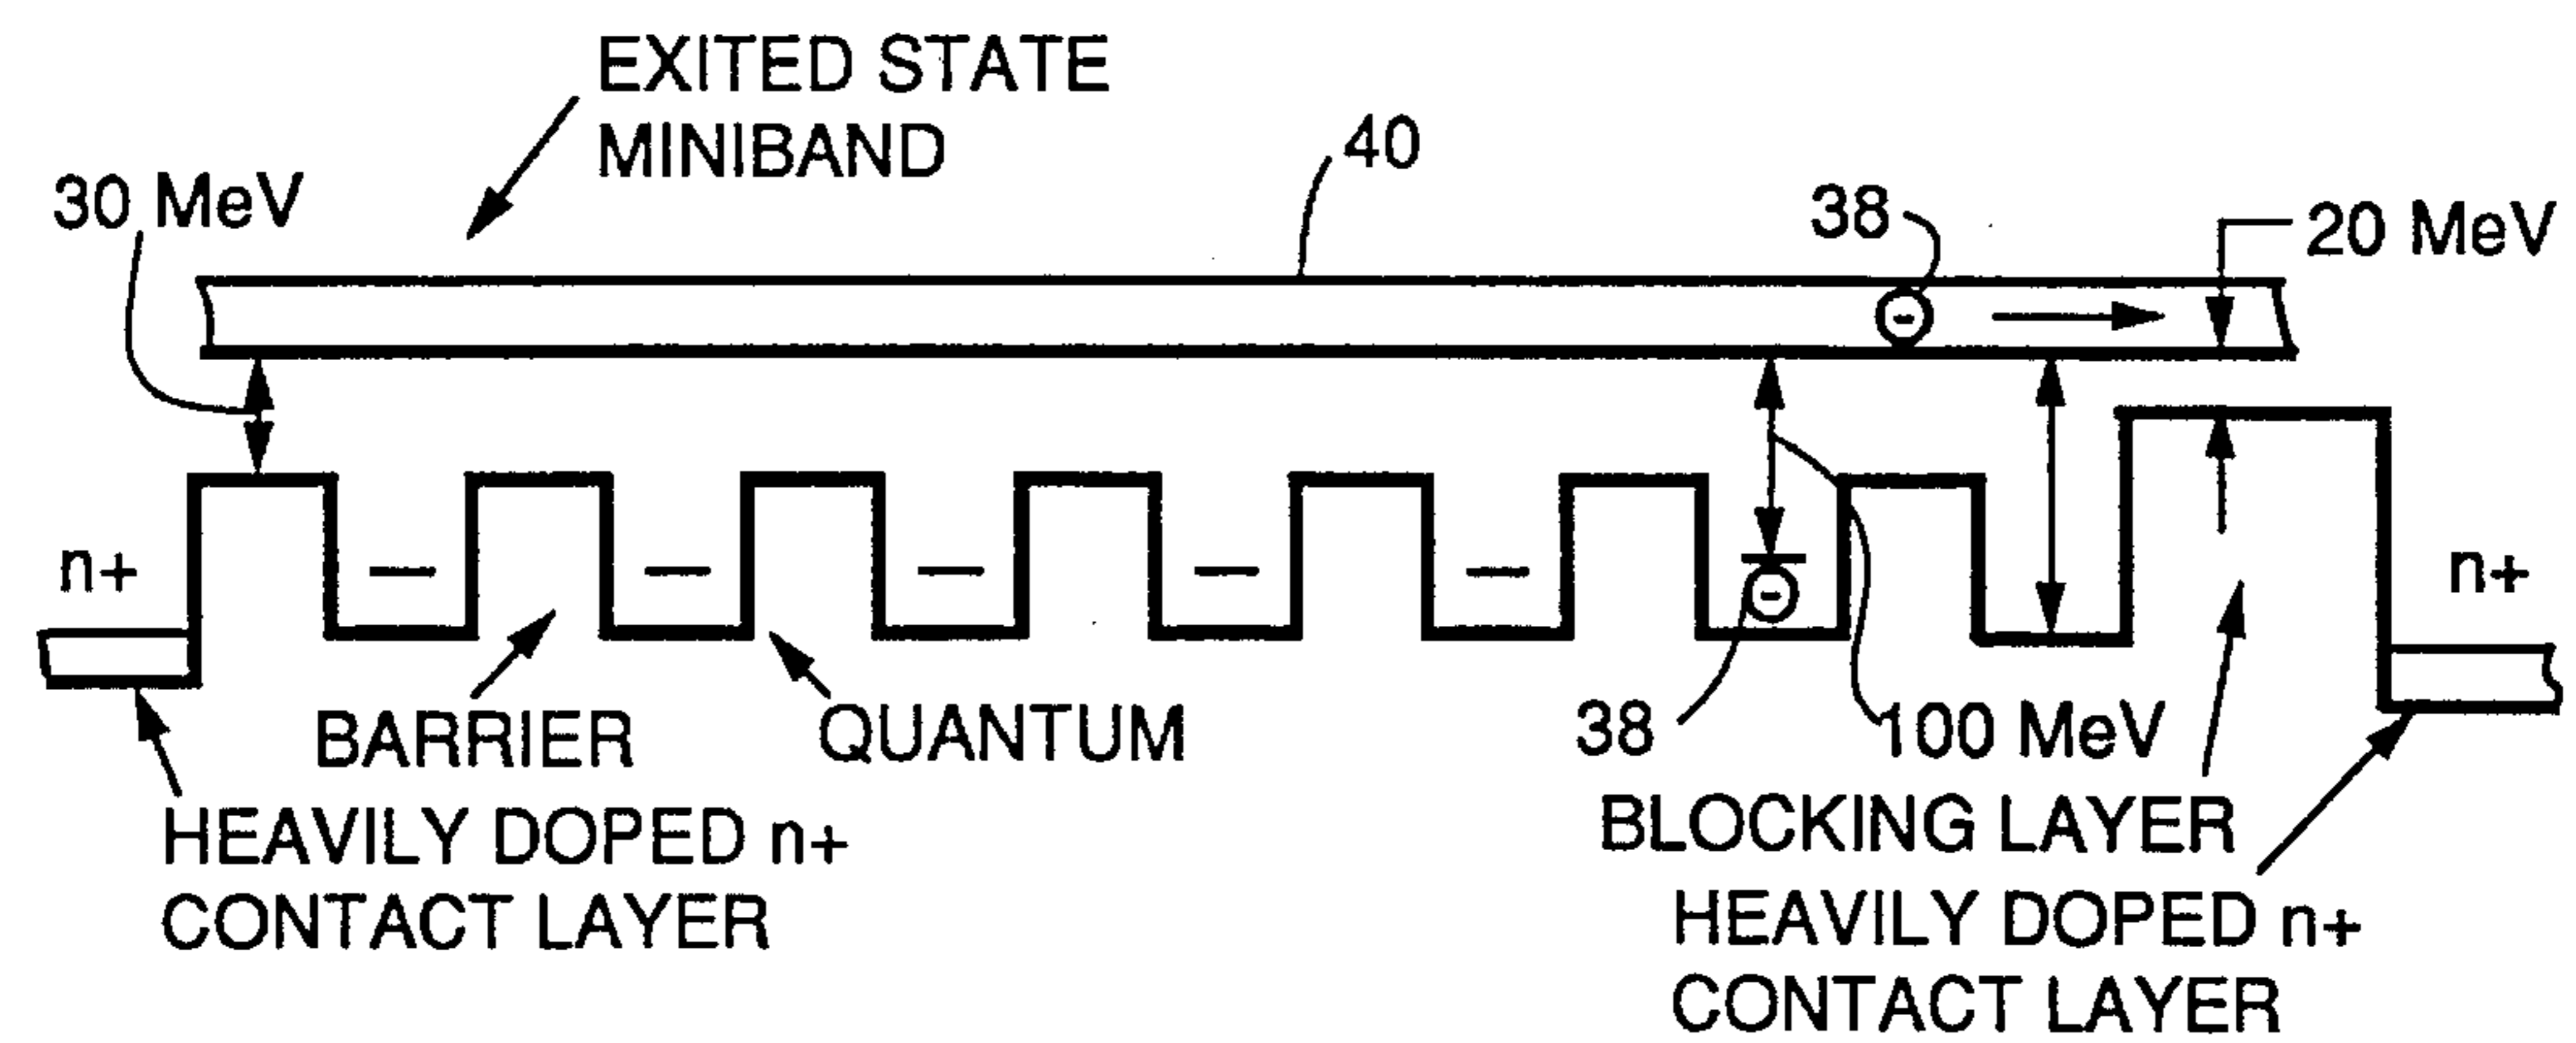 EXITED STATE
MINIBAND
40
30 MeV
38
20 MeV
n+
n+
BARRIER
QUANTUM
38
100 MeV
HEAVILY DOPED n+
CONTACT LAYER
BLOCKING LAYER
HEAVILY DOPED n+
CONTACT LAYER